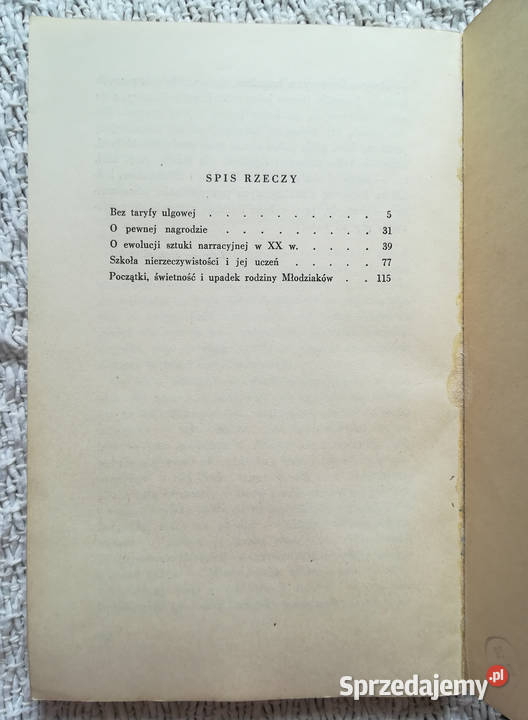 SPIS RZECZY
Bez taryfy ulgowej . . . . . . . . . . 5
O pewnej nagrodzie . . . . . . . . . 31
O ewolucji sztuki narracyjnej w XX w. . . . . 39
Szkoła nierzeczywistości i jej uczeń . . . . . 77
Początki, świetność i upadek rodziny Młodziaków . . 115
Sprzedajemy.pl